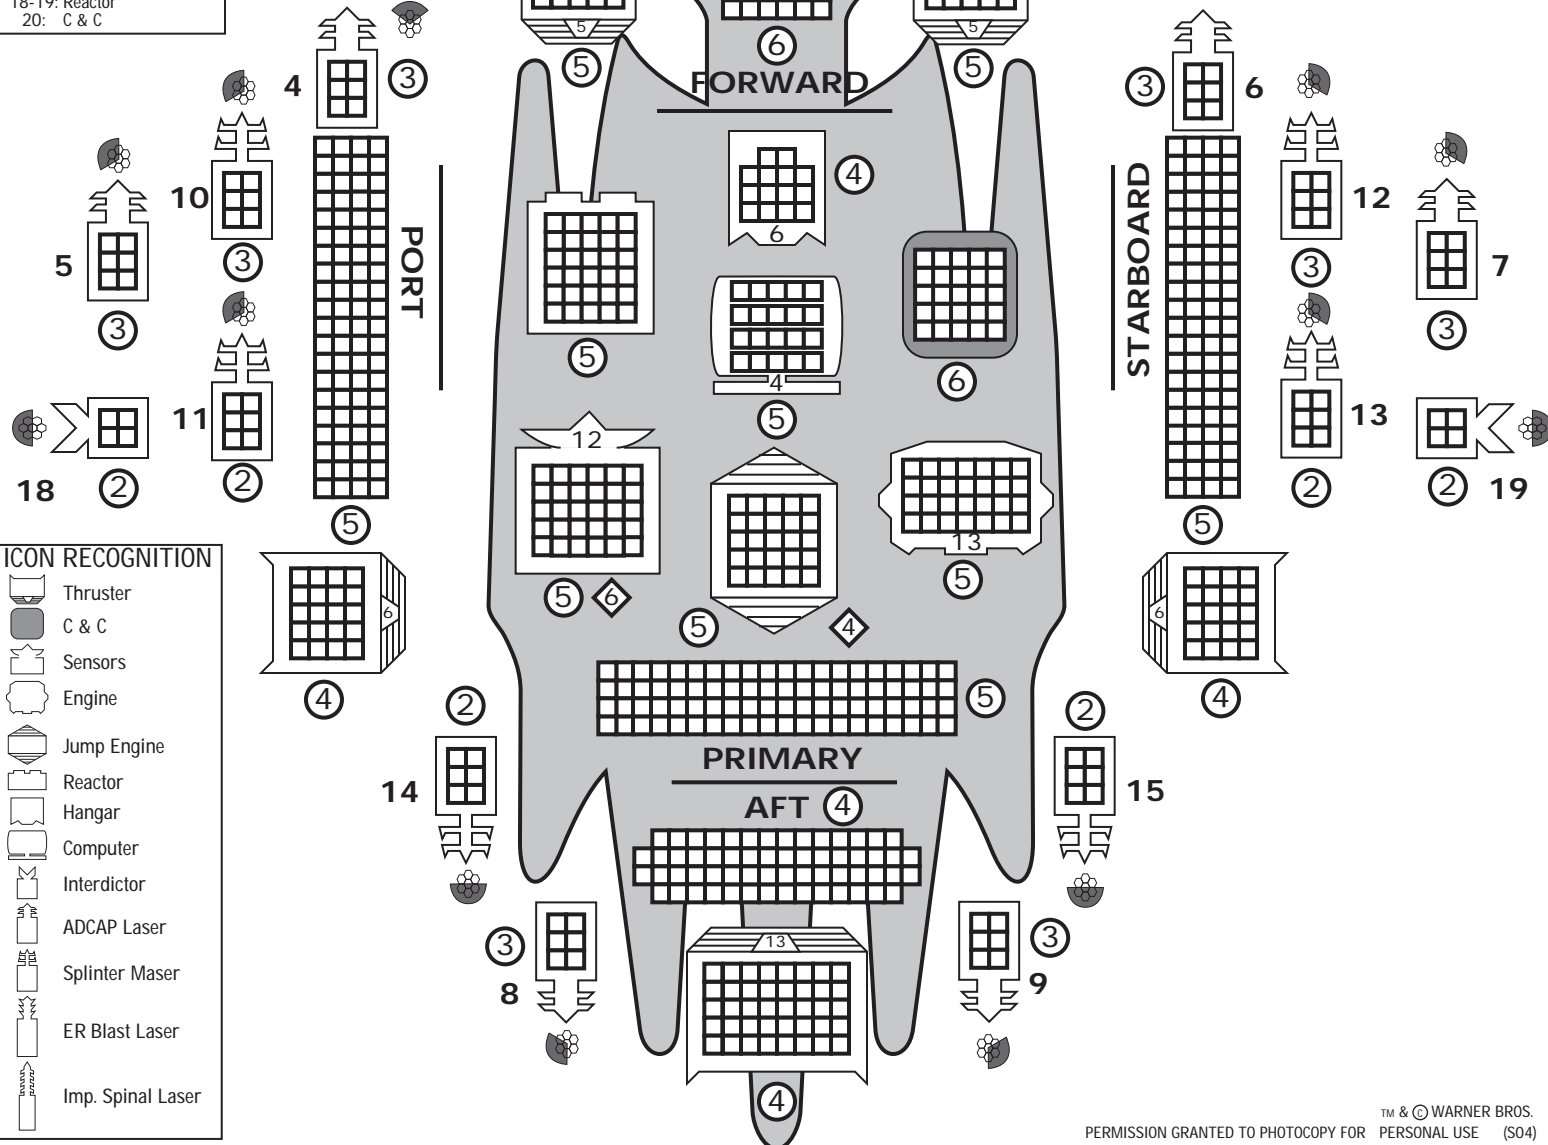 18-19: Reactor
20: C & C
5
5
6
5
5
FORWARD
4
3
3
6
10
3
4
6
12
3
5
3
PORT
5
4
5
6
STARBOARD
7
3
11
2
12
5
6
13
5
13
2
18
2
2
19
5
5
5
4
ICON RECOGNITION
Thruster
C & C
Sensors
Engine
Jump Engine
Reactor
Hangar
Computer
Interdictor
ADCAP Laser
Splinter Maser
ER Blast Laser
Imp. Spinal Laser
6
4
6
4
5
2
14
2
15
PRIMARY
AFT 4
3
8
13
3
9
4
TM & © WARNER BROS.
PERMISSION GRANTED TO PHOTOCOPY FOR PERSONAL USE (S04)